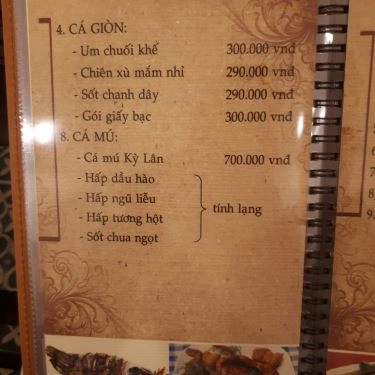 4. CÁ GIÒN:
- Um chuối khế 300.000 vnđ
- Chiên xù mắm nhỉ 290.000 vnđ
- Sốt chanh dây 290.000 vnđ
- Gói giấy bạc 300.000 vnđ
8. CÁ MÚ:
- Cá mú Kỳ Lân 700.000 vnđ
- Hấp dầu hào
- Hấp ngũ liễu
- Hấp tương hột
- Sốt chua ngọt
tính lạng